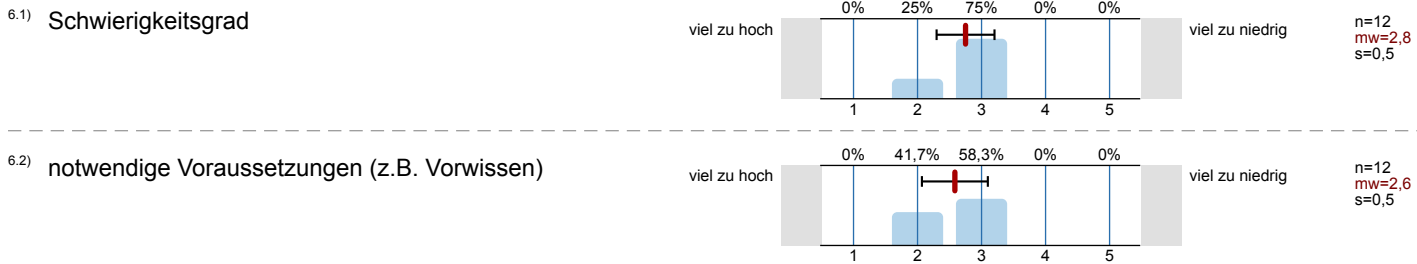 6.1) Schwierigkeitsgrad
0% 25% 75% 0% 0%
viel zu hoch
viel zu niedrig
n=12
mw=2,8
s=0,5
1 2 3 4 5
6.2) notwendige Voraussetzungen (z.B. Vorwissen)
0% 41,7% 58,3% 0% 0%
viel zu hoch
viel zu niedrig
n=12
mw=2,6
s=0,5
1 2 3 4 5